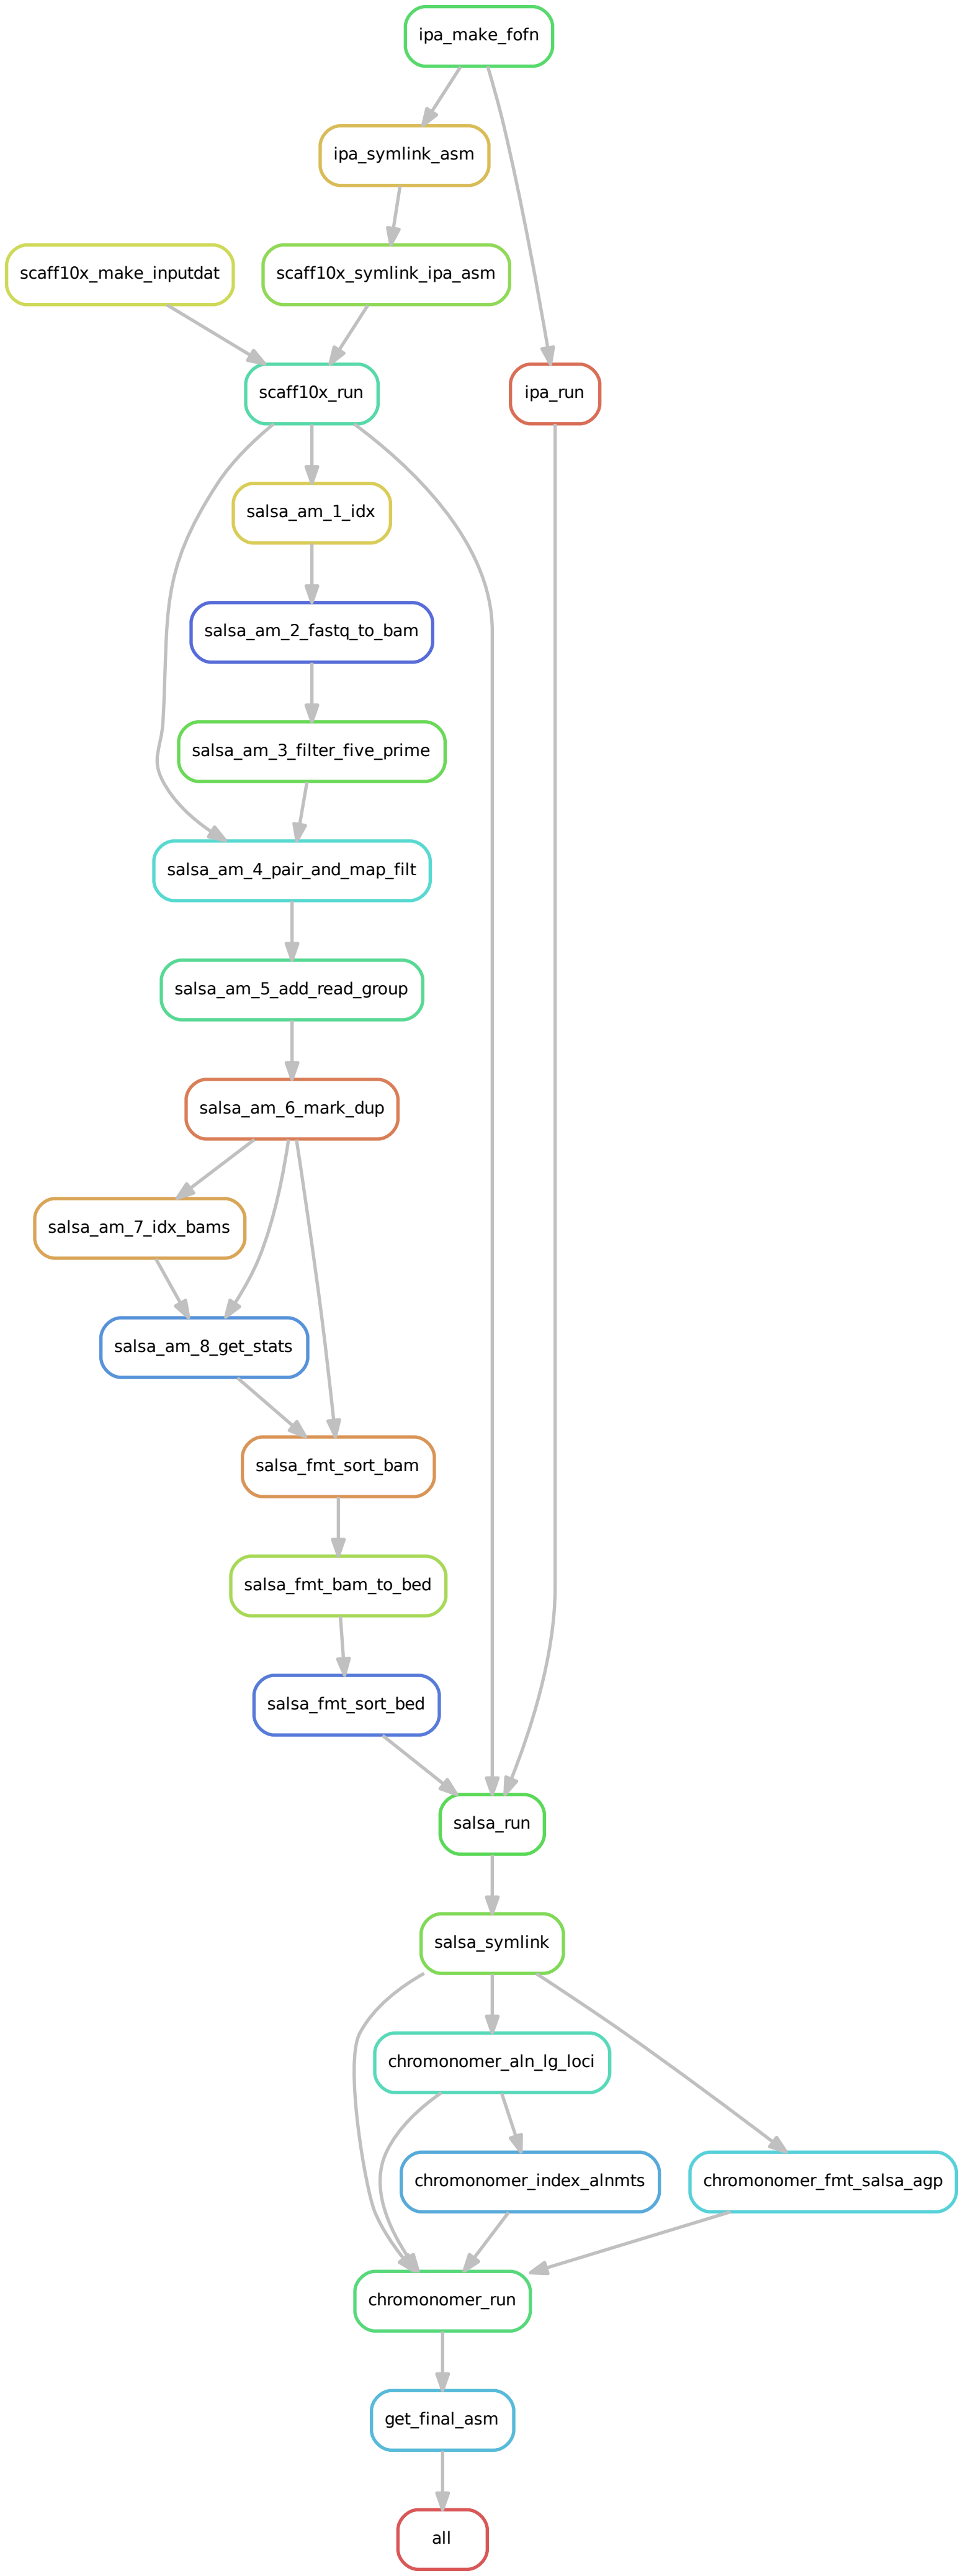 ipa_make_fofn
ipa_symlink_asm
scaff10x_make_inputdat
scaff10x_symlink_ipa_asm
scaff10x_run
ipa_run
salsa_am_1_idx
salsa_am_2_fastq_to_bam
salsa_am_3_filter_five_prime
salsa_am_4_pair_and_map_filt
salsa_am_5_add_read_group
salsa_am_6_mark_dup
salsa_am_7_idx_bams
salsa_am_8_get_stats
salsa_fmt_sort_bam
salsa_fmt_bam_to_bed
salsa_fmt_sort_bed
salsa_run
salsa_symlink
chromonomer_aln_lg_loci
chromonomer_index_alnmts
chromonomer_fmt_salsa_agp
chromonomer_run
get_final_asm
all